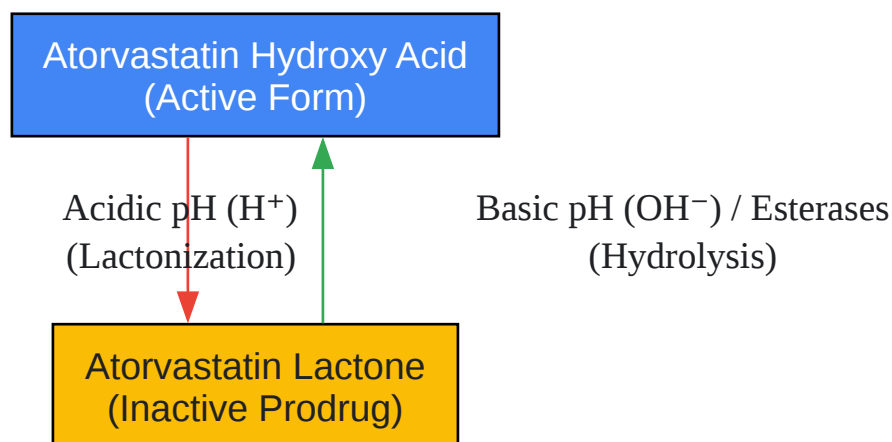 Atorvastatin Hydroxy Acid
(Active Form)
Acidic pH (H⁺)
(Lactonization)
Basic pH (OH⁻) / Esterases
(Hydrolysis)
Atorvastatin Lactone
(Inactive Prodrug)